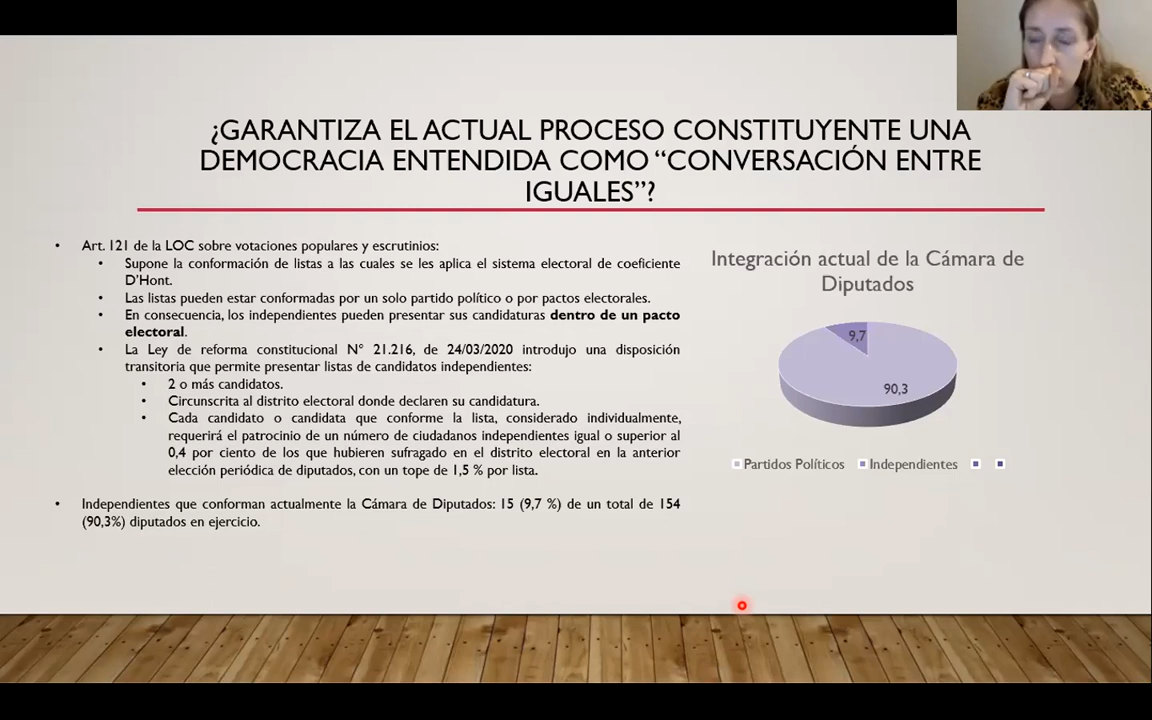 ¿GARANTIZA EL ACTUAL PROCESO CONSTITUYENTE UNA
DEMOCRACIA ENTENDIDA COMO “CONVERSACIÓN ENTRE
IGUALES”?
• Art. 121 de la LOC sobre votaciones populares y escrutinios:
• Supone la conformación de listas a las cuales se les aplica el sistema electoral de coeficiente
D’Hont.
• Las listas pueden estar conformadas por un solo partido político o por pactos electorales.
• En consecuencia, los independientes pueden presentar sus candidaturas dentro de un pacto
electoral.
• La Ley de reforma constitucional N° 21.216, de 24/03/2020 introdujo una disposición
transitoria que permite presentar listas de candidatos independientes:
• 2 o más candidatos.
• Circunscrita al distrito electoral donde declaren su candidatura.
• Cada candidato o candidata que conforme la lista, considerado individualmente,
requerirá el patrocinio de un número de ciudadanos independientes igual o superior al
0,4 por ciento de los que hubieren sufragado en el distrito electoral en la anterior
elección periódica de diputados, con un tope de 1,5 % por lista.
• Independientes que conforman actualmente la Cámara de Diputados: 15 (9,7 %) de un total de 154
(90,3%) diputados en ejercicio.
Integración actual de la Cámara de
Diputados
9,7
90,3
Partidos Políticos Independientes